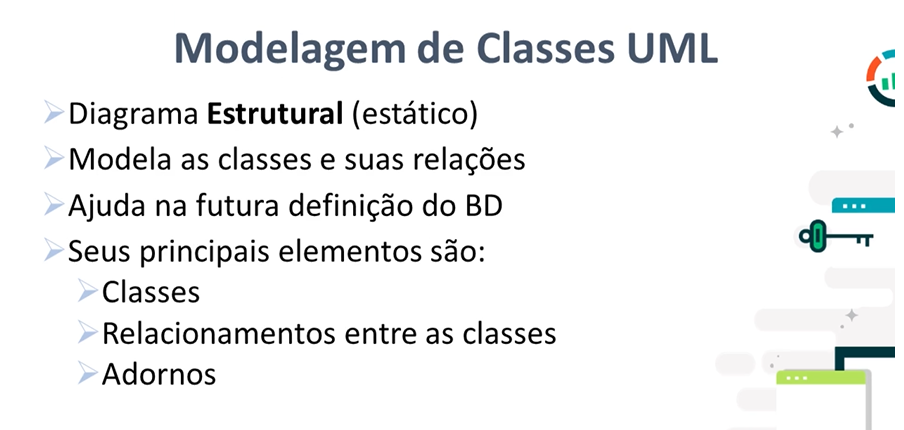 Modelagem de Classes UML
Diagrama Estrutural (estático)
Modela as classes e suas relações
Ajuda na futura definição do BD
Seus principais elementos são:
Classes
Relacionamentos entre as classes
Adornos